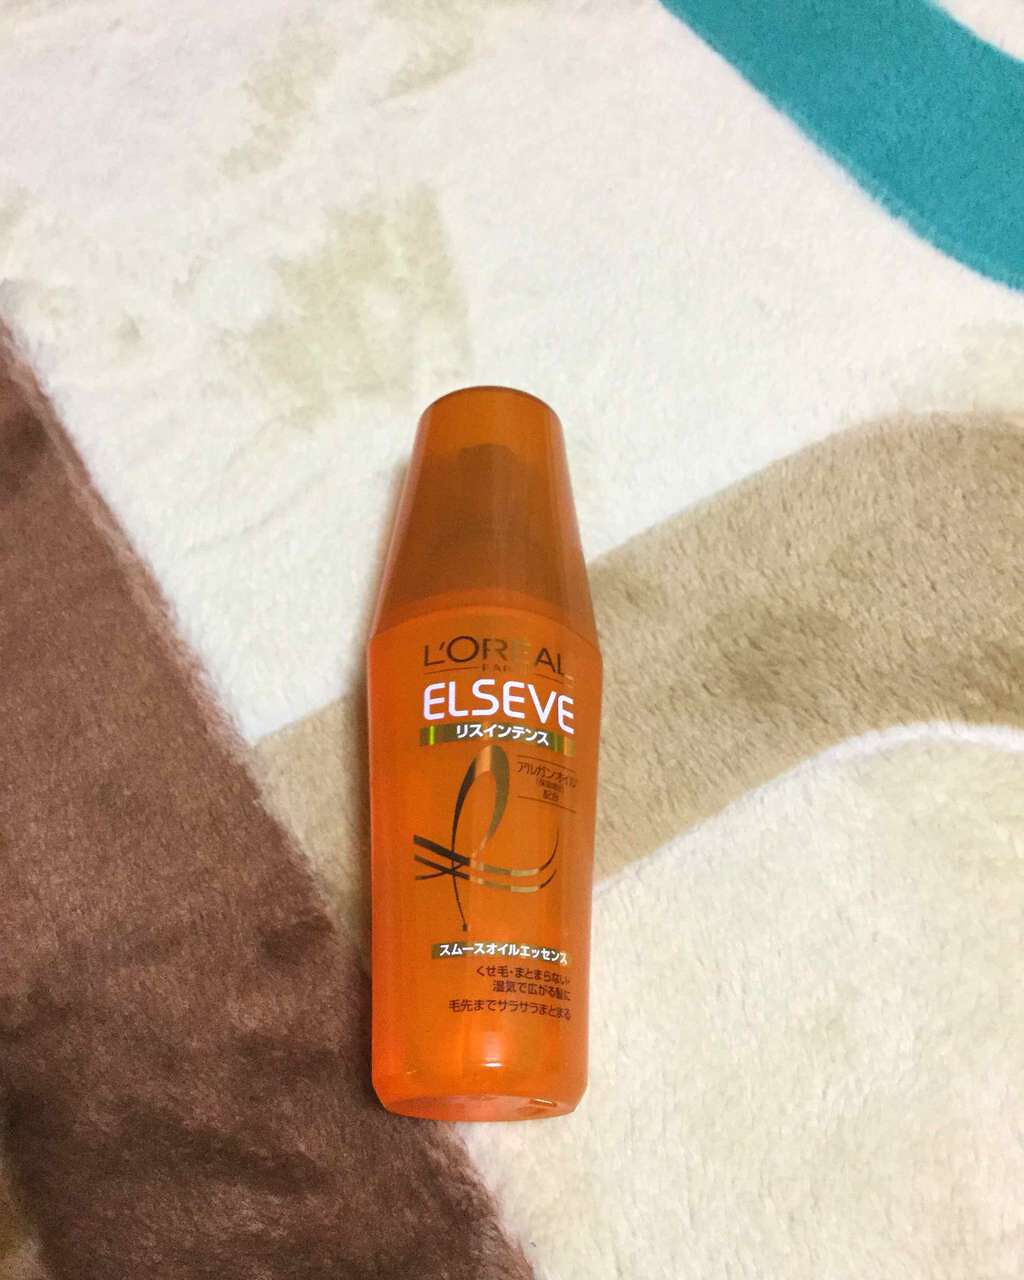 L'ORÉAL
PARIS
ELSEVE
リスインテンス
アルガンオイル
配合
スムースオイルエッセンス
くせ毛・まとまらない・
湿気で広がる髪に
毛先までサラサラまとまる